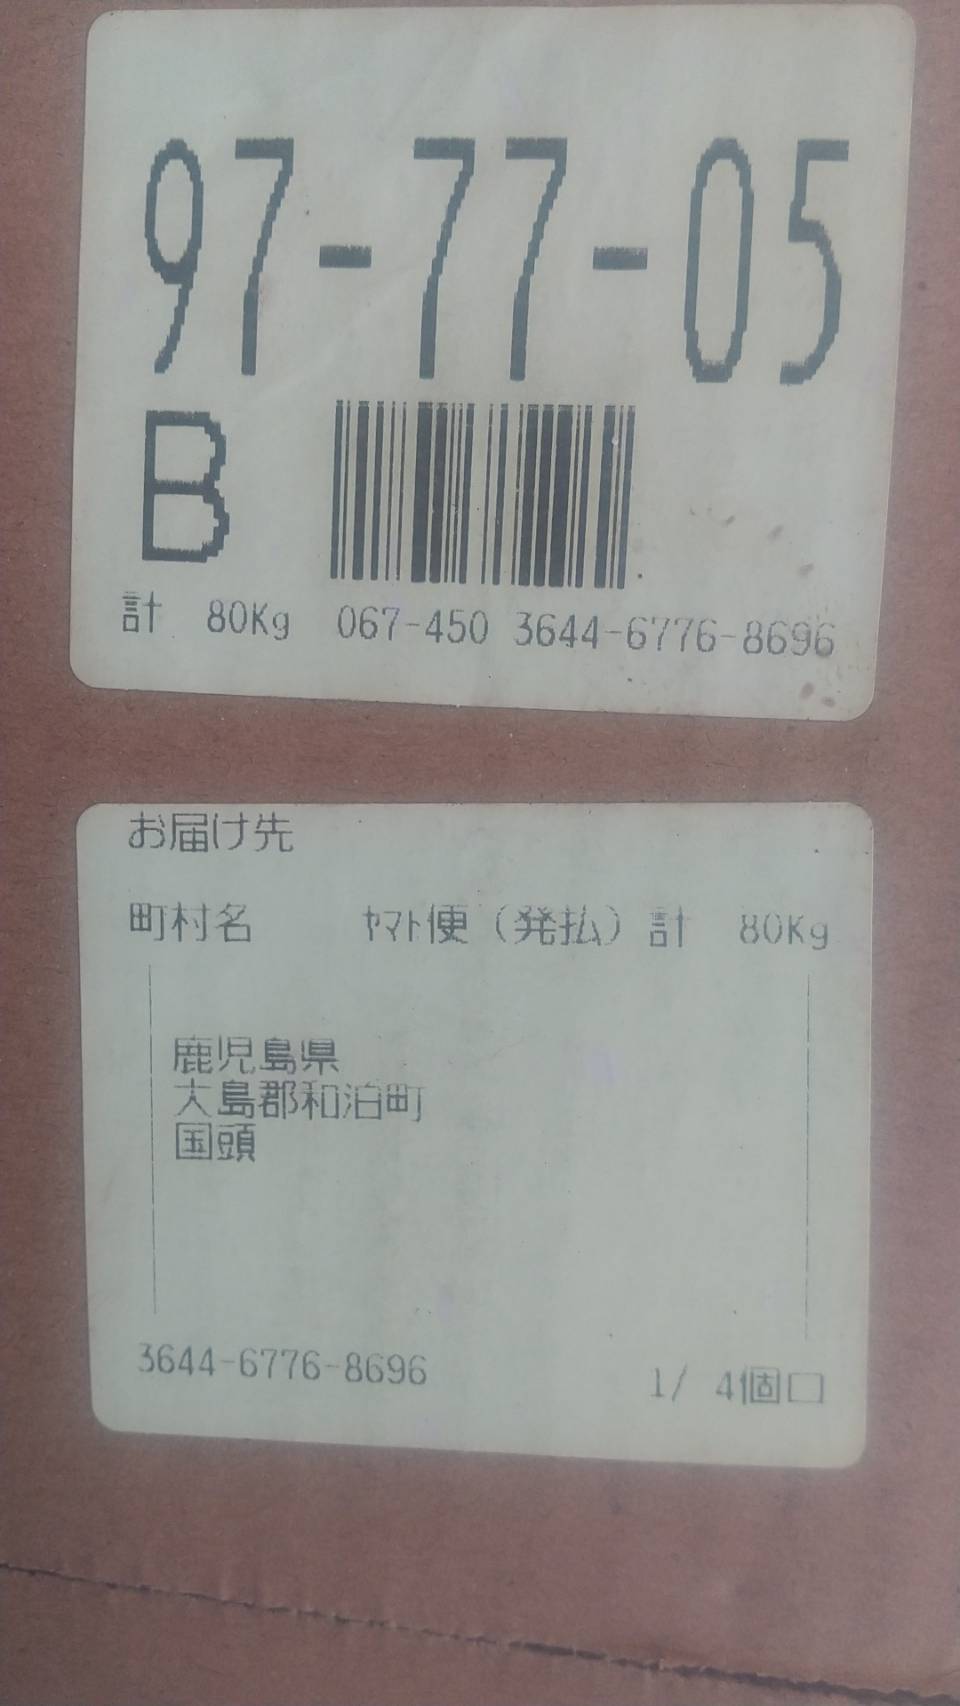 97-77-05
B
計 80Kg 067-450 3644-6776-8696
お届け先
町村名 ﾔﾏﾄ便（発払）計 80Kg
鹿児島県
大島郡和泊町
国頭
3644-6776-8696
1/ 4個口